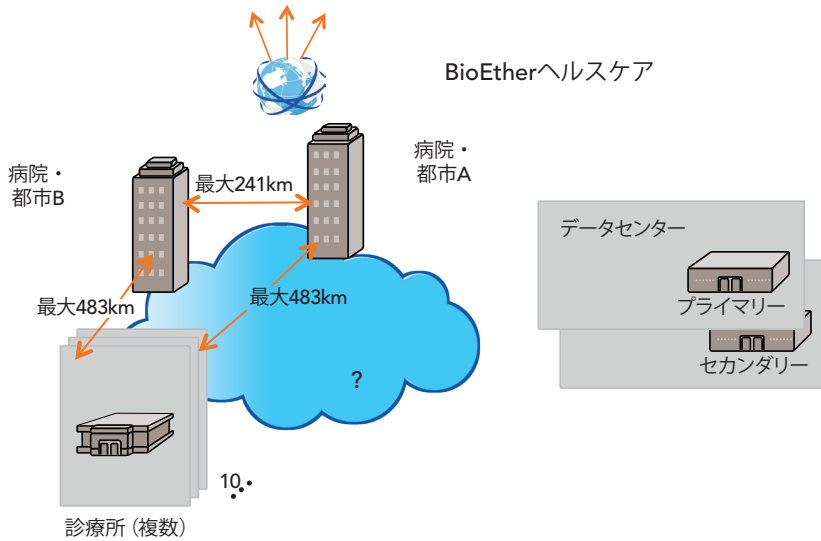 BioEtherヘルスケア
病院・
都市B
病院・
都市A
最大241km
データセンター
プライマリー
セカンダリー
最大483km
最大483km
?
10
診療所（複数）